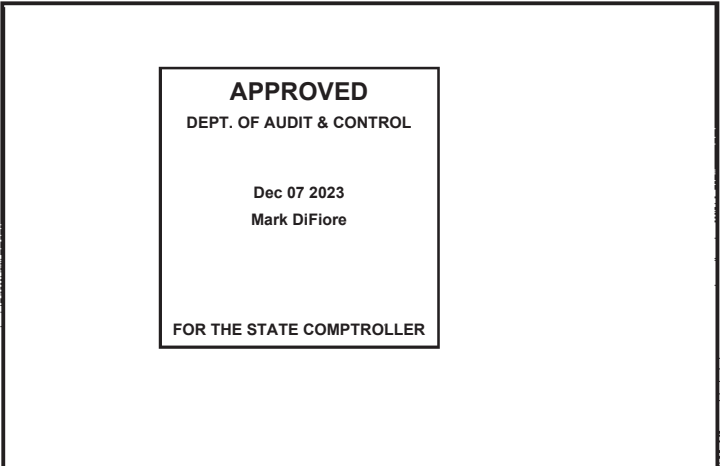 APPROVED
DEPT. OF AUDIT & CONTROL
Dec 07 2023
Mark DiFiore
FOR THE STATE COMPTROLLER